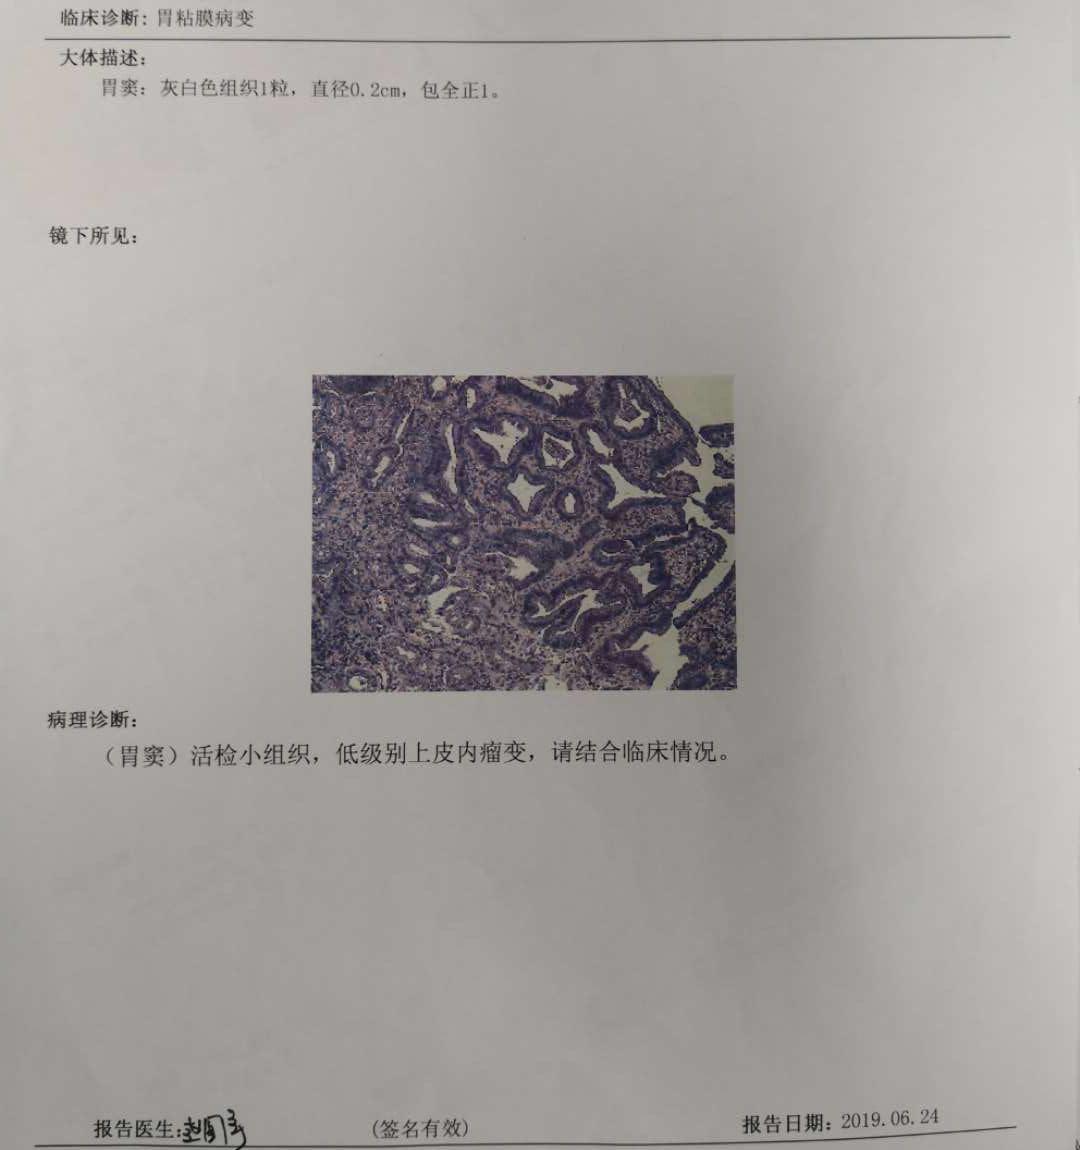 临床诊断: 胃粘膜病变
大体描述:
胃窦: 灰白色组织1粒, 直径0.2cm, 包全正1。
镜下所见:
病理诊断:
(胃窦)活检小组织, 低级别上皮内瘤变, 请结合临床情况。
报告医生: (签名有效) 报告日期: 2019.06.24